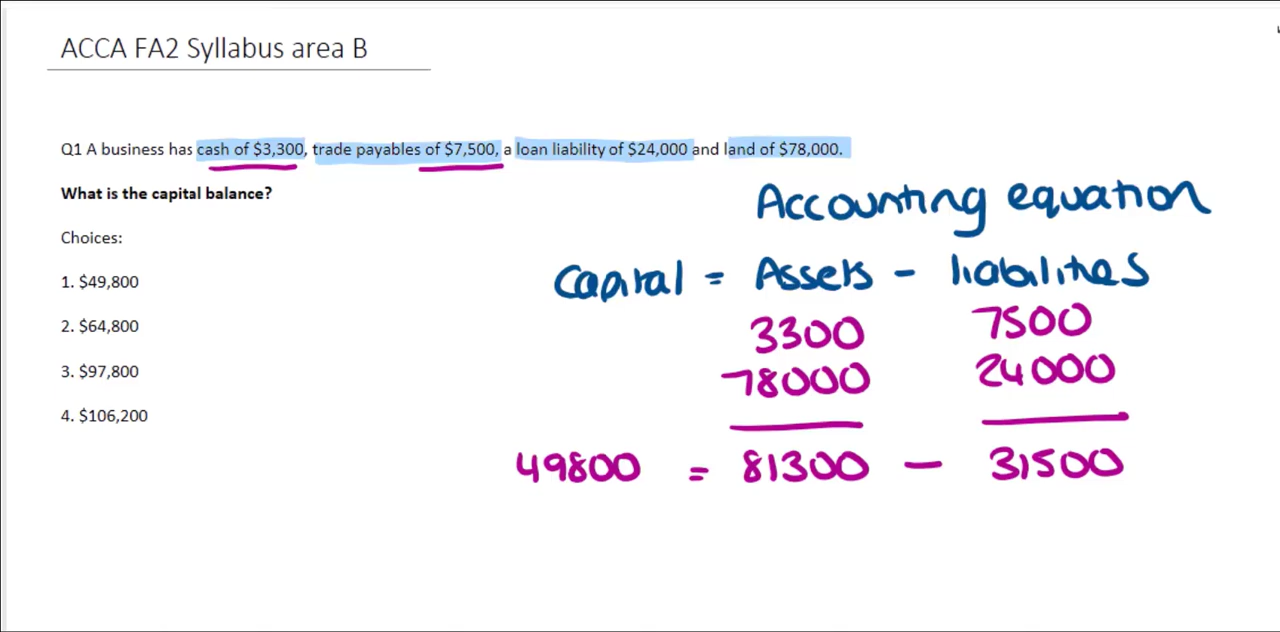 ACCA FA2 Syllabus area B
Q1 A business has cash of $3,300, trade payables of $7,500, a loan liability of $24,000 and land of $78,000.
What is the capital balance?
Accounting equation
Choices:
Capital = Assets - liabilities
1. $49,800
3300 7500
2. $64,800
78000 24000
3. $97,800
4. $106,200
49800 = 81300 - 31500